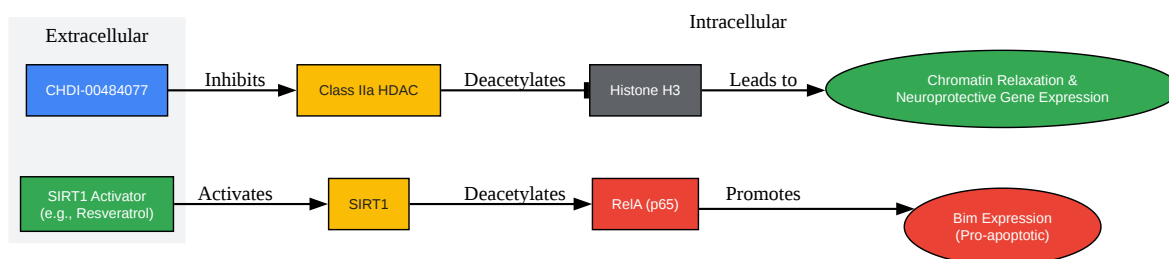 Extracellular
Intracellular
CHDI-00484077
Inhibits
Class IIa HDAC
Deacetylates
Histone H3
Leads to
Chromatin Relaxation &
Neuroprotective Gene Expression
SIRT1 Activator
(e.g., Resveratrol)
Activates
SIRT1
Deacetylates
RelA (p65)
Promotes
Bim Expression
(Pro-apoptotic)